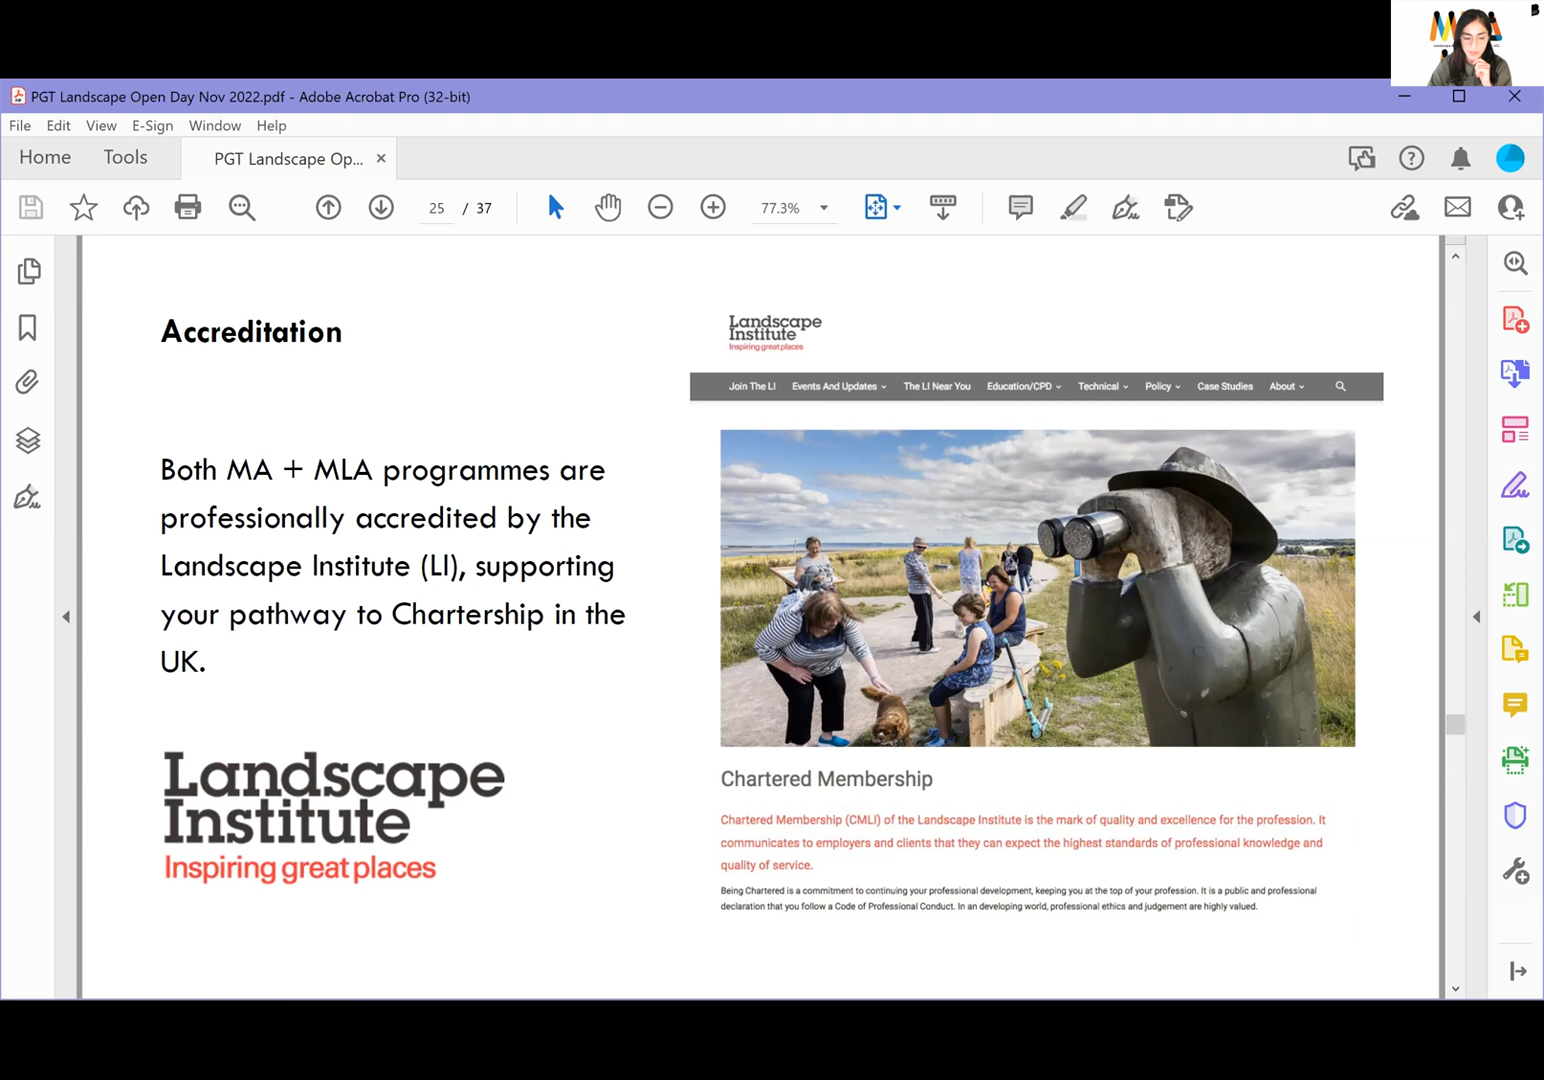 PGT Landscape Open Day Nov 2022.pdf - Adobe Acrobat Pro (32-bit)
File Edit View E-Sign Window Help
Home Tools PGT Landscape Op...
25 / 37 77.3%
Accreditation
Both MA + MLA programmes are
professionally accredited by the
Landscape Institute (LI), supporting
your pathway to Chartership in the
UK.
Landscape
Institute
Inspiring great places
Landscape
Institute
Inspiring great places
Join The LI Events And Updates The LI Near You Education/CPD Technical Policy Case Studies About
Chartered Membership
Chartered Membership (CMLI) of the Landscape Institute is the mark of quality and excellence for the profession. It
communicates to employers and clients that they can expect the highest standards of professional knowledge and
quality of service.
Being Chartered is a commitment to continuing your professional development, keeping you at the top of your profession. It is a public and professional
declaration that you follow a Code of Professional Conduct. In an developing world, professional ethics and judgement are highly valued.